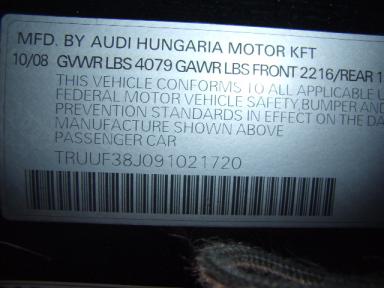 MFD. BY AUDI HUNGARIA MOTOR KFT
10/08 GVWR LBS 4079 GAWR LBS FRONT 2216/REAR
THIS VEHICLE CONFORMS TO ALL APPLICABLE
FEDERAL MOTOR VEHICLE SAFETY, BUMPER AND
PREVENTION STANDARDS IN EFFECT ON THE
MANUFACTURE SHOWN ABOVE
PASSENGER CAR
TRUUF38J091021720